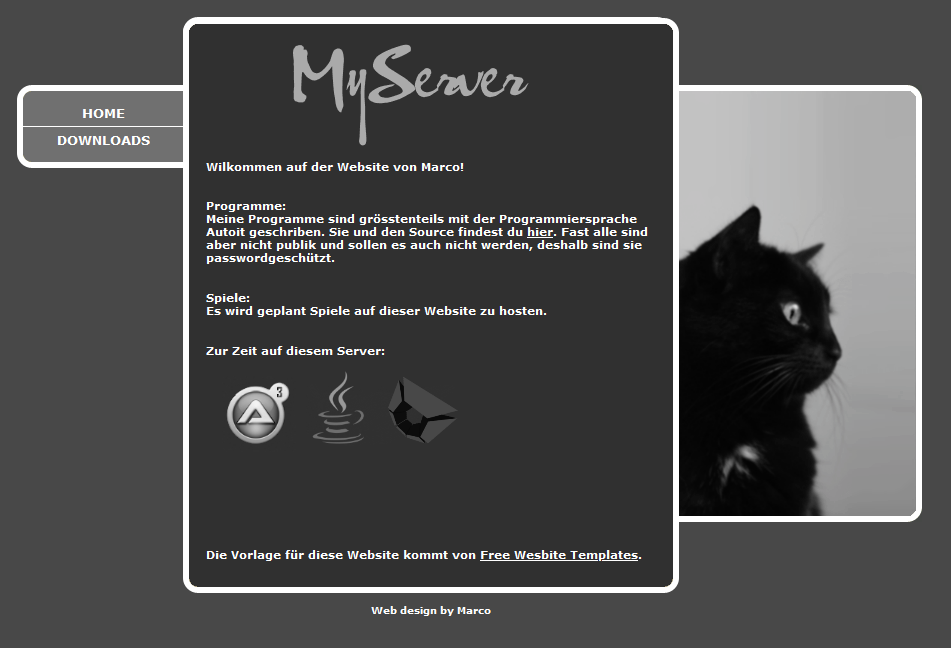 MyServer
HOME
DOWNLOADS
Wilkommen auf der Website von Marco!
Programme:
Meine Programme sind grösstenteils mit der Programmiersprache
Autoit geschriben. Sie und den Source findest du hier. Fast alle sind
aber nicht publik und sollen es auch nicht werden, deshalb sind sie
passwordgeschützt.
Spiele:
Es wird geplant Spiele auf dieser Website zu hosten.
Zur Zeit auf diesem Server:
3
Die Vorlage für diese Website kommt von Free Wesbite Templates.
Web design by Marco